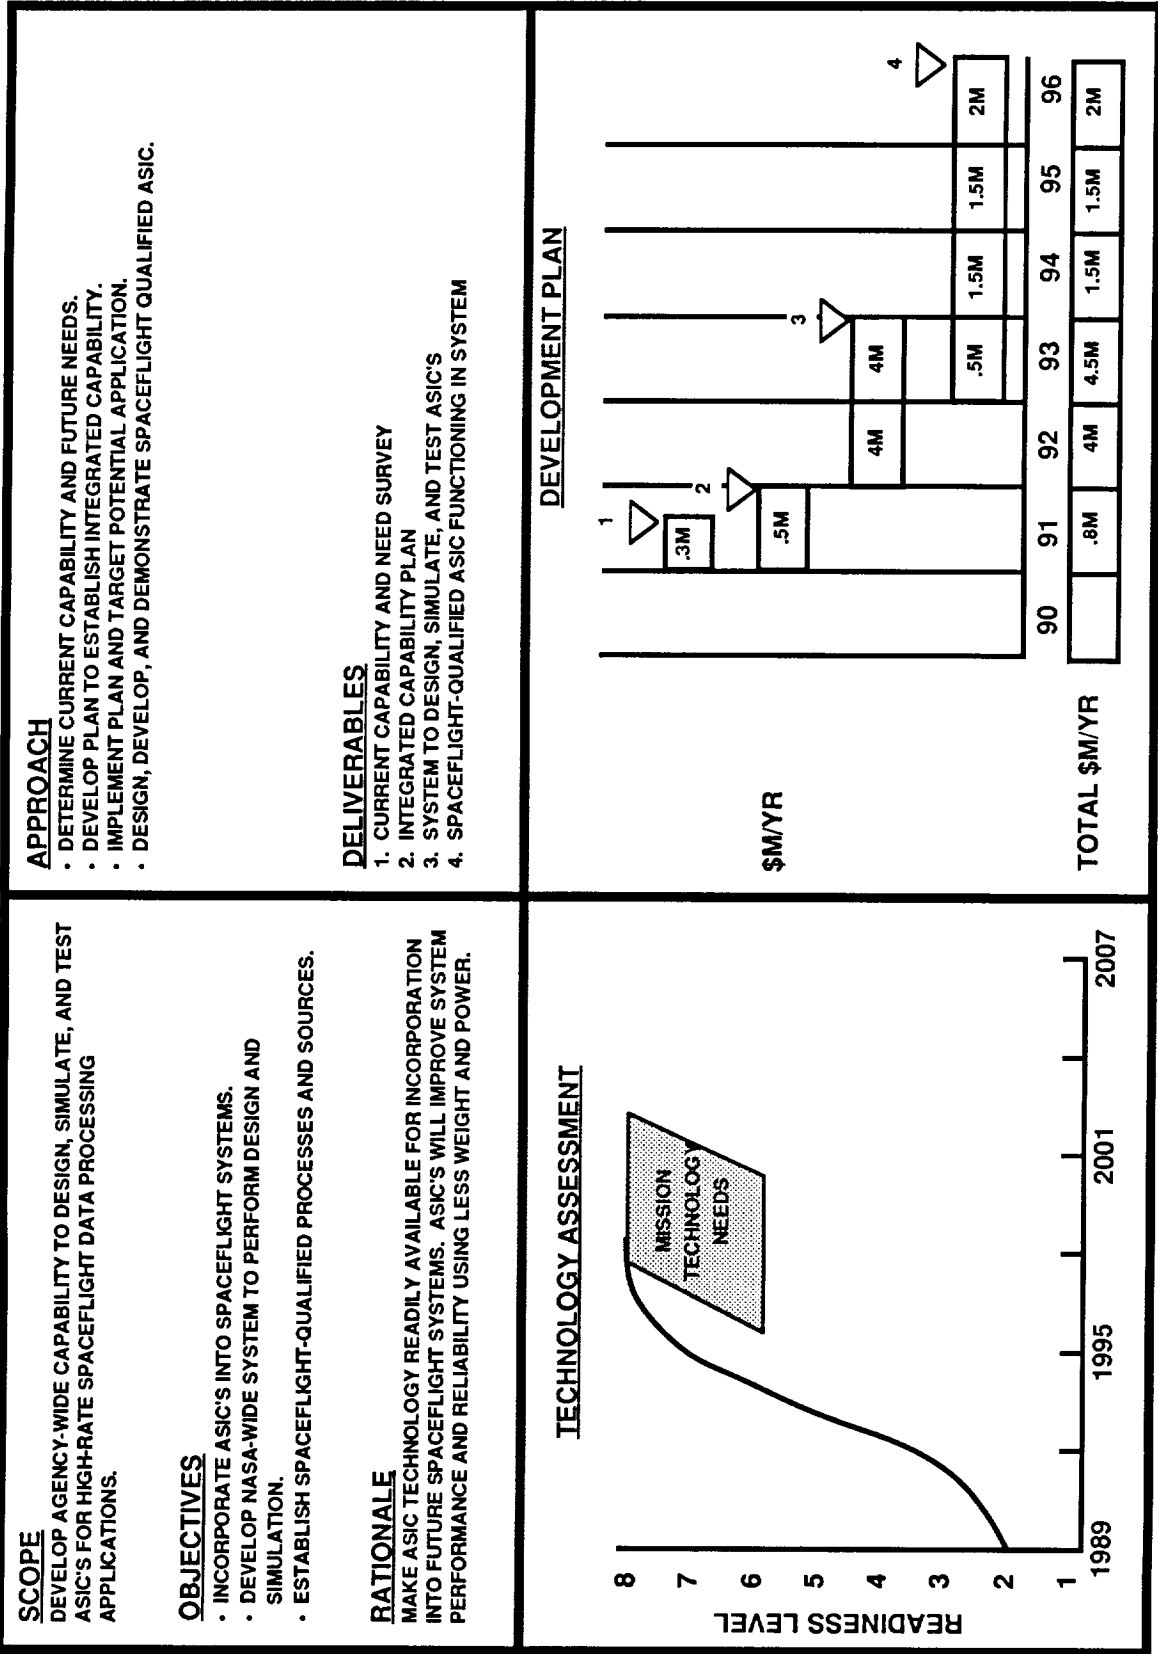 SCOPE
DEVELOP AGENCY-WIDE CAPABILITY TO DESIGN, SIMULATE, AND TEST
ASIC'S FOR HIGH-RATE SPACEFLIGHT DATA PROCESSING
APPLICATIONS.
OBJECTIVES
• INCORPORATE ASIC'S INTO SPACEFLIGHT SYSTEMS.
• DEVELOP NASA-WIDE SYSTEM TO PERFORM DESIGN AND
SIMULATION.
• ESTABLISH SPACEFLIGHT-QUALIFIED PROCESSES AND SOURCES.
RATIONALE
MAKE ASIC TECHNOLOGY READILY AVAILABLE FOR INCORPORATION
INTO FUTURE SPACEFLIGHT SYSTEMS. ASIC'S WILL IMPROVE SYSTEM
PERFORMANCE AND RELIABILITY USING LESS WEIGHT AND POWER.
APPROACH
• DETERMINE CURRENT CAPABILITY AND FUTURE NEEDS.
• DEVELOP PLAN TO ESTABLISH INTEGRATED CAPABILITY.
• IMPLEMENT PLAN AND TARGET POTENTIAL APPLICATION.
• DESIGN, DEVELOP, AND DEMONSTRATE SPACEFLIGHT QUALIFIED ASIC.
DELIVERABLES
1. CURRENT CAPABILITY AND NEED SURVEY
2. INTEGRATED CAPABILITY PLAN
3. SYSTEM TO DESIGN, SIMULATE, AND TEST ASIC'S
4. SPACEFLIGHT-QUALIFIED ASIC FUNCTIONING IN SYSTEM
TECHNOLOGY ASSESSMENT
READINESS LEVEL
8
7
6
5
4
3
2
1
MISSION
TECHNOLOGY
NEEDS
1989 1995 2001 2007
DEVELOPMENT PLAN
1
.3M
2
.5M
$M/YR
3
4M 4M
4
.5M 1.5M 1.5M 2M
90 91 92 93 94 95 96
TOTAL $M/YR .8M 4M 4.5M 1.5M 1.5M 2M